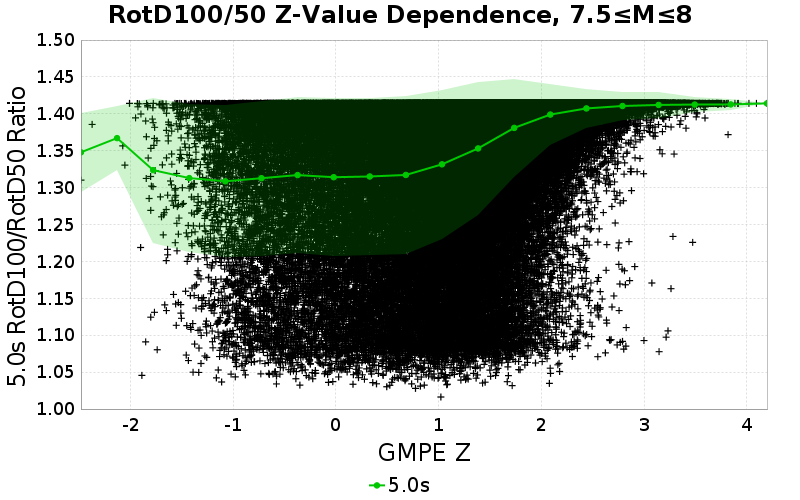 RotD100/50 Z-Value Dependence, 7.5≤M≤8
5.0s RotD100/RotD50 Ratio
1.50
1.45
1.40
1.35
1.30
1.25
1.20
1.15
1.10
1.05
1.00
-2 -1 0 1 2 3 4
GMPE Z
5.0s